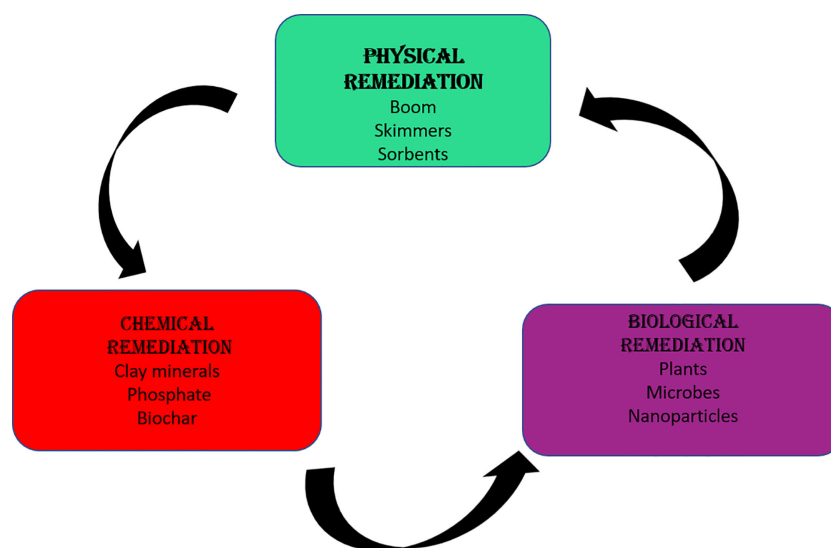 PHYSICAL
REMEDIATION
Boom
Skimmers
Sorbents
CHEMICAL
REMEDIATION
Clay minerals
Phosphate
Biochar
BIOLOGICAL
REMEDIATION
Plants
Microbes
Nanoparticles